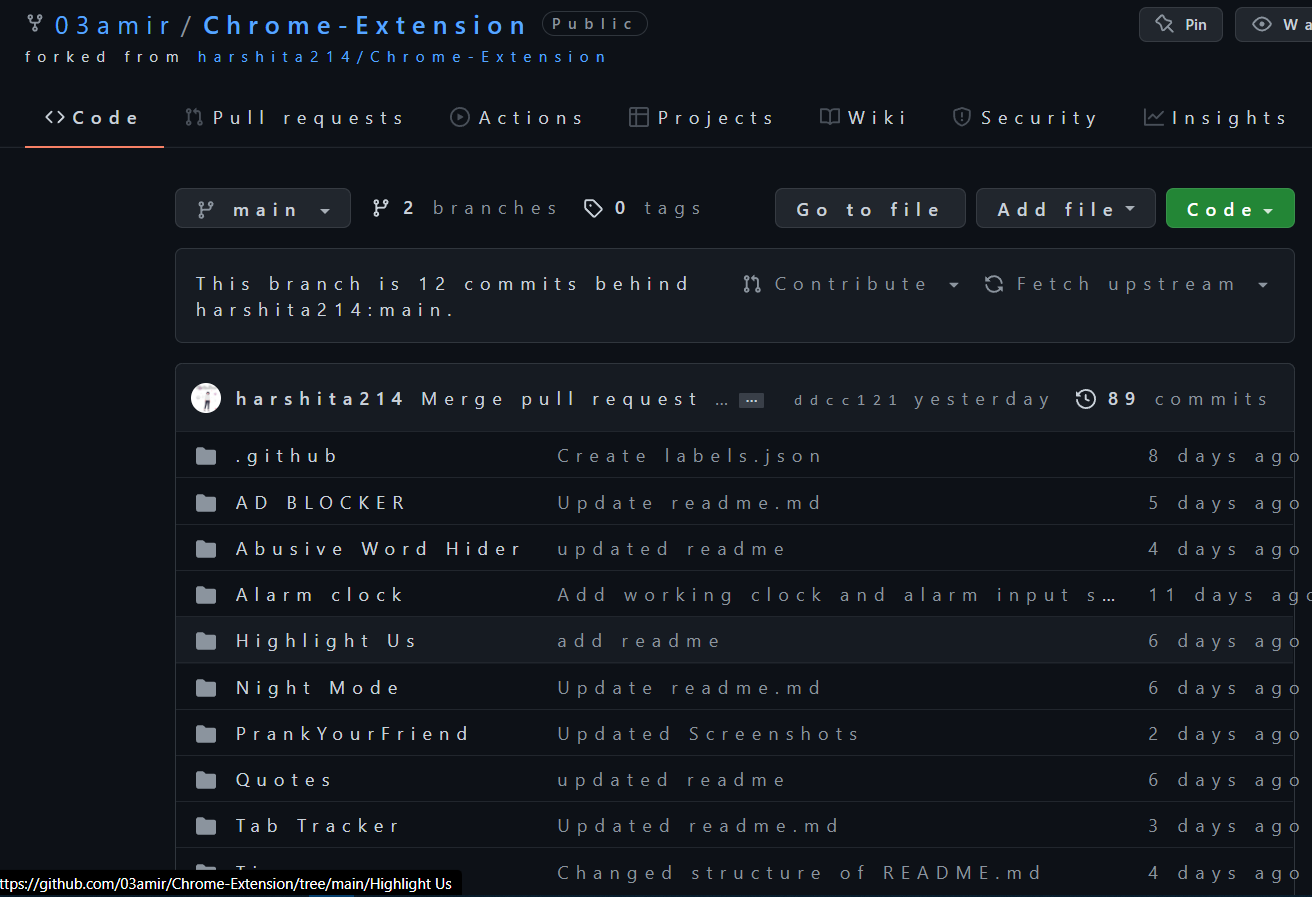 03amir/Chrome-Extension Public Pin
forked from harshita214/Chrome-Extension
Code Pull requests Actions Projects Wiki Security Insights
main 2 branches 0 tags Go to file Add file Code
This branch is 12 commits behind harshita214:main. Contribute Fetch upstream
harshita214 Merge pull request … ... ddcc121 yesterday 89 commits
.github Create labels.json 8 days ago
AD BLOCKER Update readme.md 5 days ago
Abusive Word Hider updated readme 4 days ago
Alarm clock Add working clock and alarm input s… 11 days ago
Highlight Us add readme 6 days ago
Night Mode Update readme.md 6 days ago
PrankYourFriend Updated Screenshots 2 days ago
Quotes updated readme 6 days ago
Tab Tracker Updated readme.md 3 days ago
Changed structure of README.md 4 days ago
ttps://github.com/03amir/Chrome-Extension/tree/main/Highlight Us